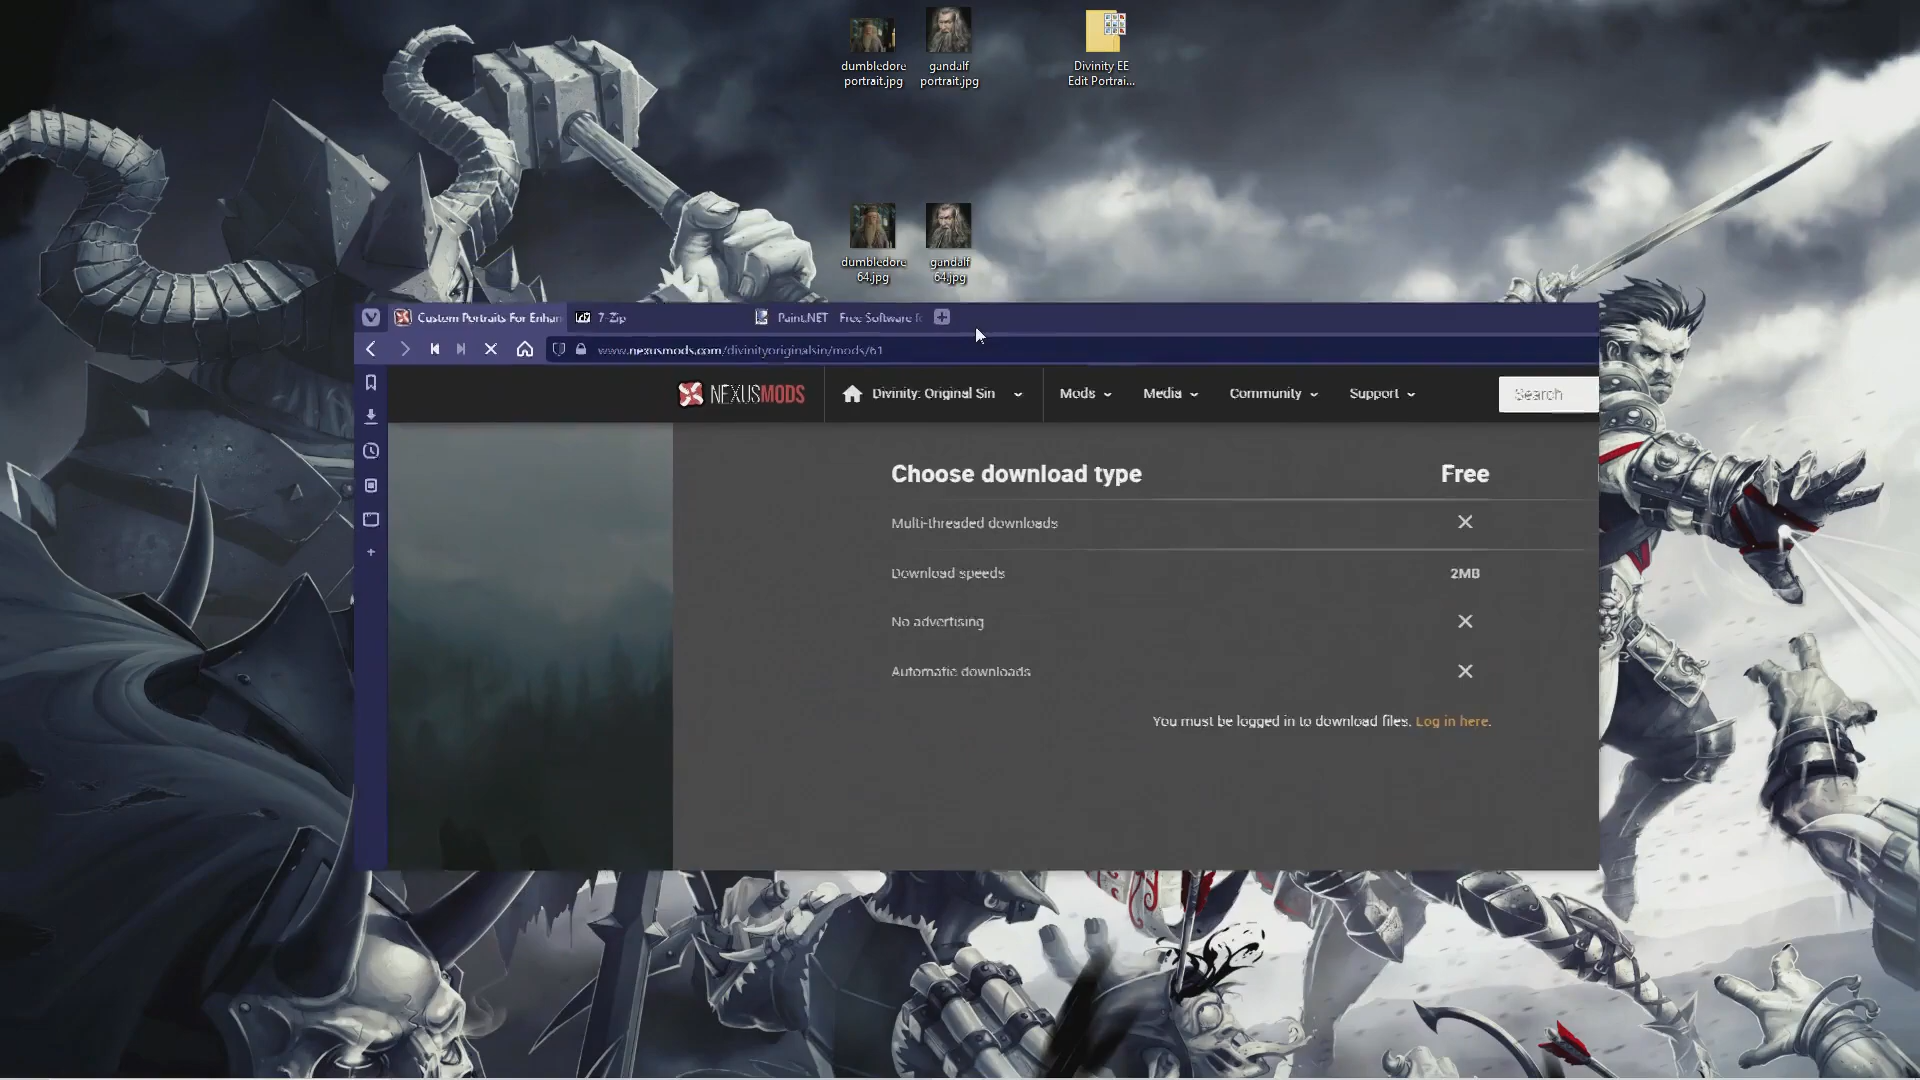 dumbledore
portrait.jpg
gandalf
portrait.jpg
Divinity EE
Edit Portrai...
dumbledore
64.jpg
gandalf
64.jpg
Custom Portraits For Enhan
7-Zip
Paint.NET Free Software fo
www.nexusmods.com/divinityoriginalsin/mods/61
NEXUSMODS
Divinity: Original Sin
Mods
Media
Community
Support
Search
Choose download type
Free
Multi-threaded downloads
Download speeds
2MB
No advertising
Automatic downloads
You must be logged in to download files. Log in here.